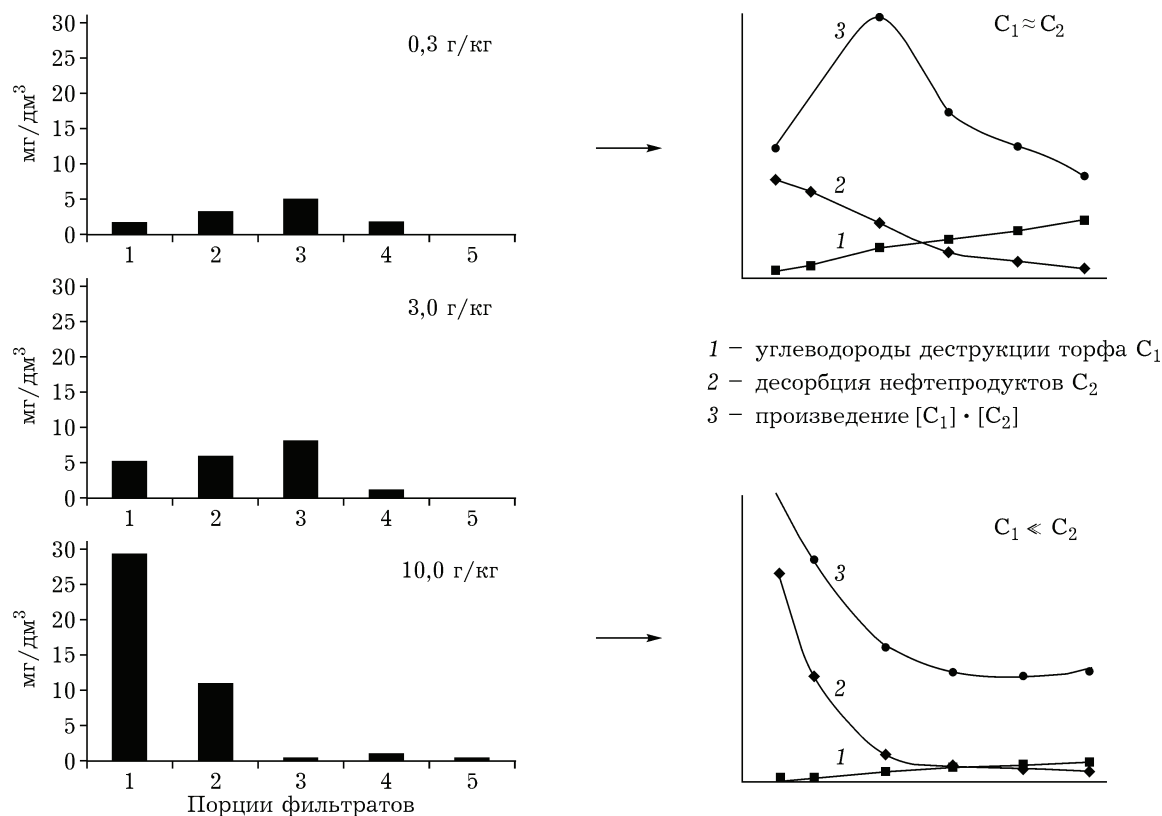 30
25
20
15
10
5
0
мг/дм³
0,3 г/кг
1 2 3 4 5
30
25
20
15
10
5
0
мг/дм³
3,0 г/кг
1 2 3 4 5
30
25
20
15
10
5
0
мг/дм³
10,0 г/кг
1 2 3 4 5
Порции фильтратов
C₁ ≈ C₂
3
2
1
1 – углеводороды деструкции торфа C₁
2 – десорбция нефтепродуктов C₂
3 – произведение [C₁] • [C₂]
C₁ ≪ C₂
3
2
1